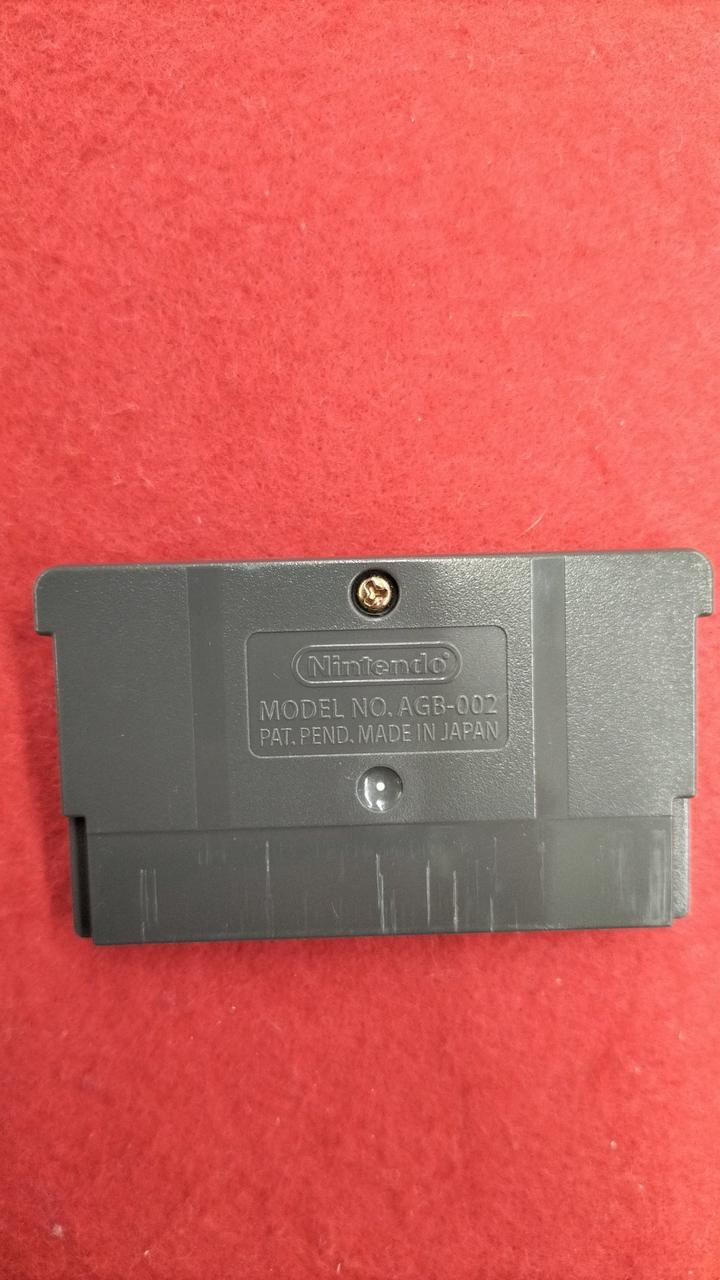 Nintendo®
MODEL NO. AGB-002
PAT. PEND. MADE IN JAPAN